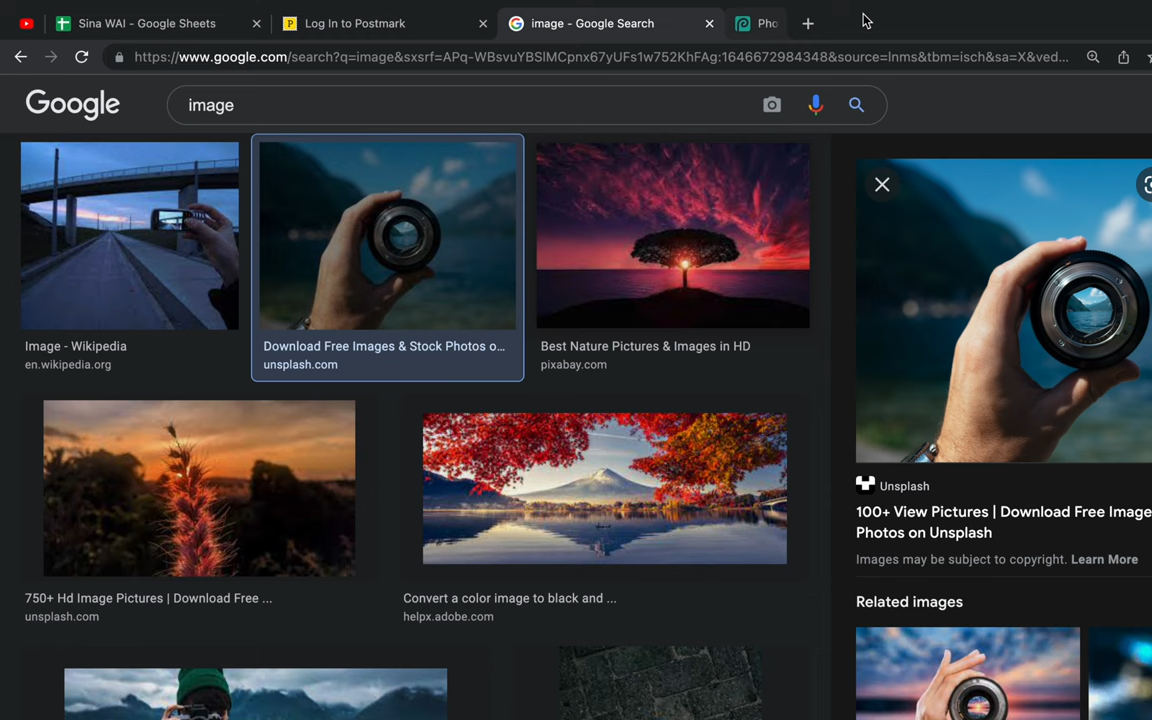 Sina WAI - Google Sheets
Log In to Postmark
image - Google Search
Pho
https://www.google.com/search?q=image&sxsrf=APq-WBsvuYBSlMCpnx67yUFs1w752KhFAg:1646672984348&source=lnms&tbm=isch&sa=X&ved...
Google
image
Image - Wikipedia
en.wikipedia.org
Download Free Images & Stock Photos o...
unsplash.com
Best Nature Pictures & Images in HD
pixabay.com
750+ Hd Image Pictures | Download Free ...
unsplash.com
Convert a color image to black and ...
helpx.adobe.com
Unsplash
100+ View Pictures | Download Free Image
Photos on Unsplash
Images may be subject to copyright. Learn More
Related images